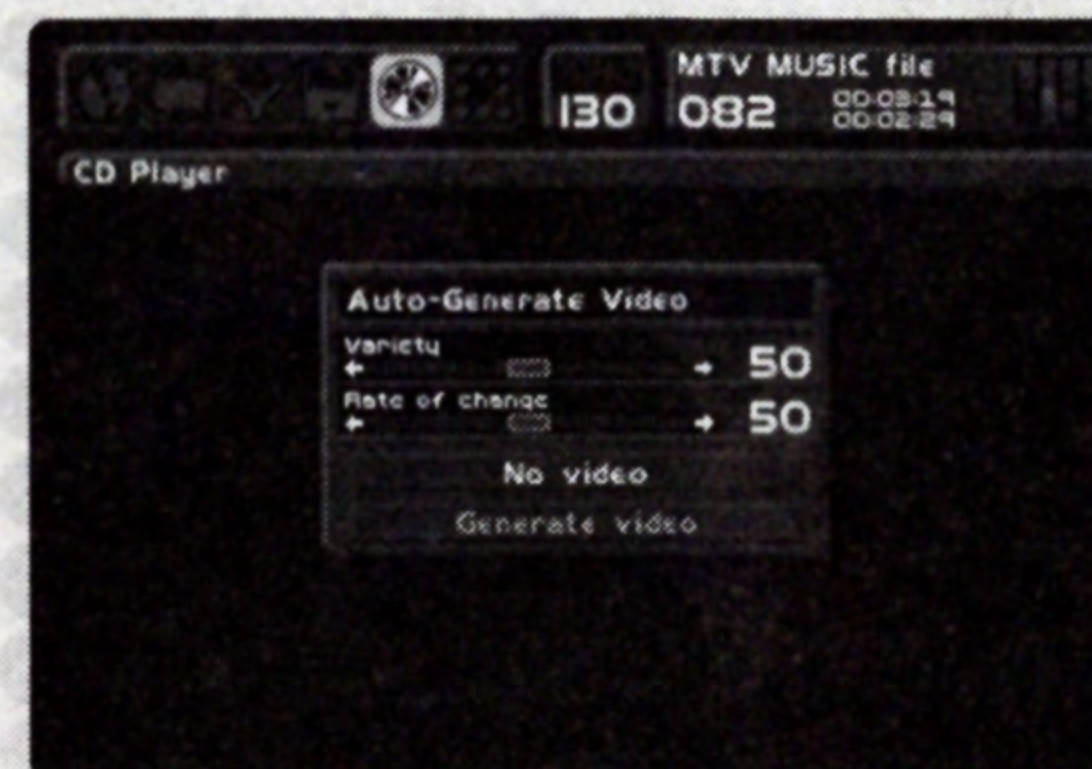 MTV MUSIC file
130 082 00:03:19
00:02:29
CD Player
Auto-Generate Video
Variety
50
Rate of change
50
No video
Generate video